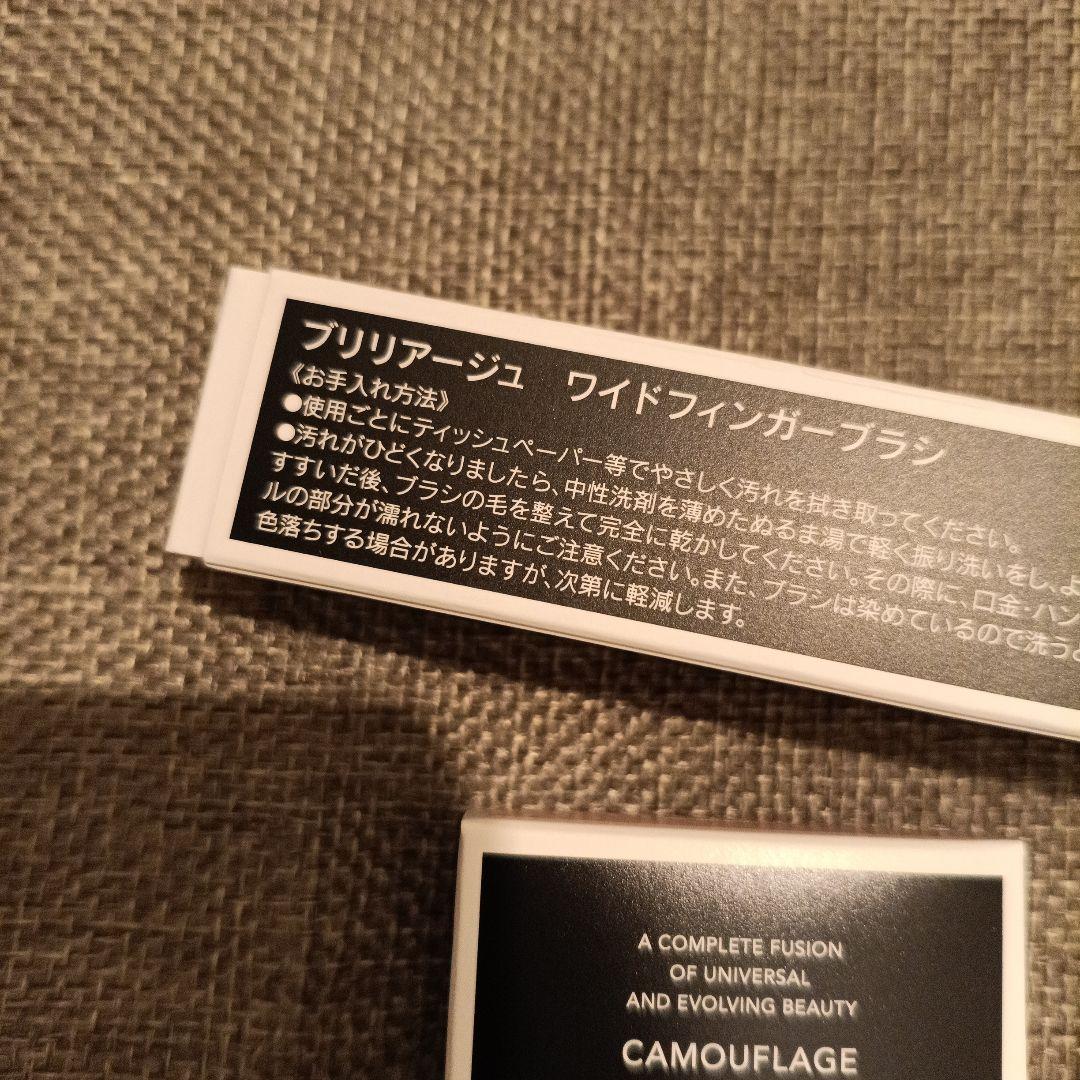 ブリリアージュ　ワイドフィンガーブラシ
《お手入れ方法》
●使用ごとにティッシュペーパー等でやさしく汚れを拭き取ってください。
●汚れがひどくなりましたら、中性洗剤を薄めたぬるま湯で軽く振り洗いをし、よ
すすいだ後、ブラシの毛を整えて完全に乾かしてください。その際に、口金・ハン
ルの部分が濡れないようにご注意ください。また、ブラシは染めているので洗う
色落ちする場合がありますが、次第に軽減します。
A COMPLETE FUSION
OF UNIVERSAL
AND EVOLVING BEAUTY
CAMOUFLAGE